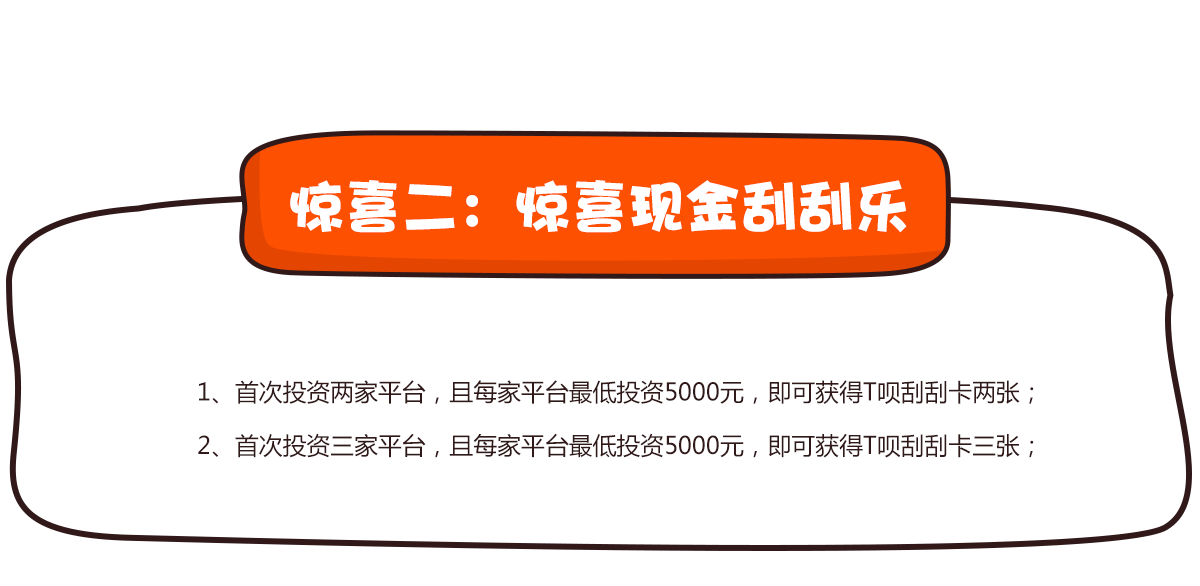 惊喜二：惊喜现金刮刮乐
1、首次投资两家平台，且每家平台最低投资5000元，即可获得T呗刮刮卡两张；
2、首次投资三家平台，且每家平台最低投资5000元，即可获得T呗刮刮卡三张；